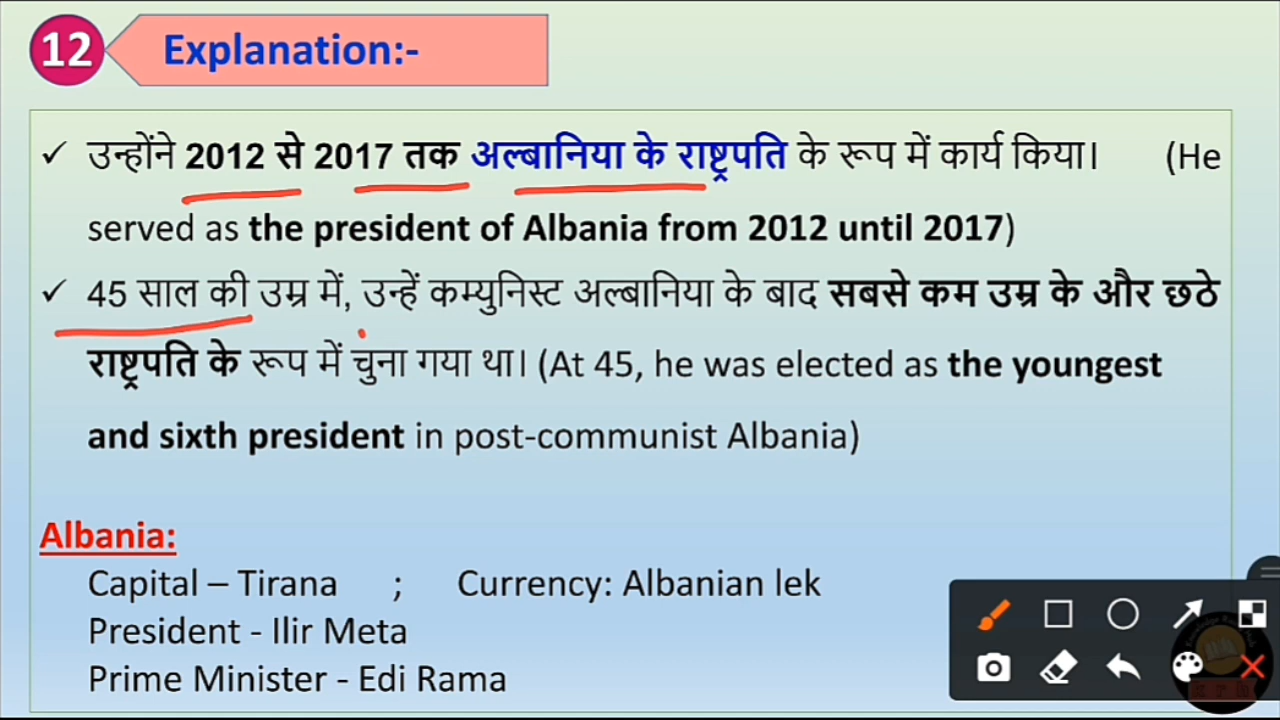 12 Explanation:-
✓ उन्होंने 2012 से 2017 तक अल्बानिया के राष्ट्रपति के रूप में कार्य किया। (He
served as the president of Albania from 2012 until 2017)
✓ 45 साल की उम्र में, उन्हें कम्युनिस्ट अल्बानिया के बाद सबसे कम उम्र के और छठे
राष्ट्रपति के रूप में चुना गया था। (At 45, he was elected as the youngest
and sixth president in post-communist Albania)
Albania:
Capital – Tirana ; Currency: Albanian lek
President - Ilir Meta
Prime Minister - Edi Rama